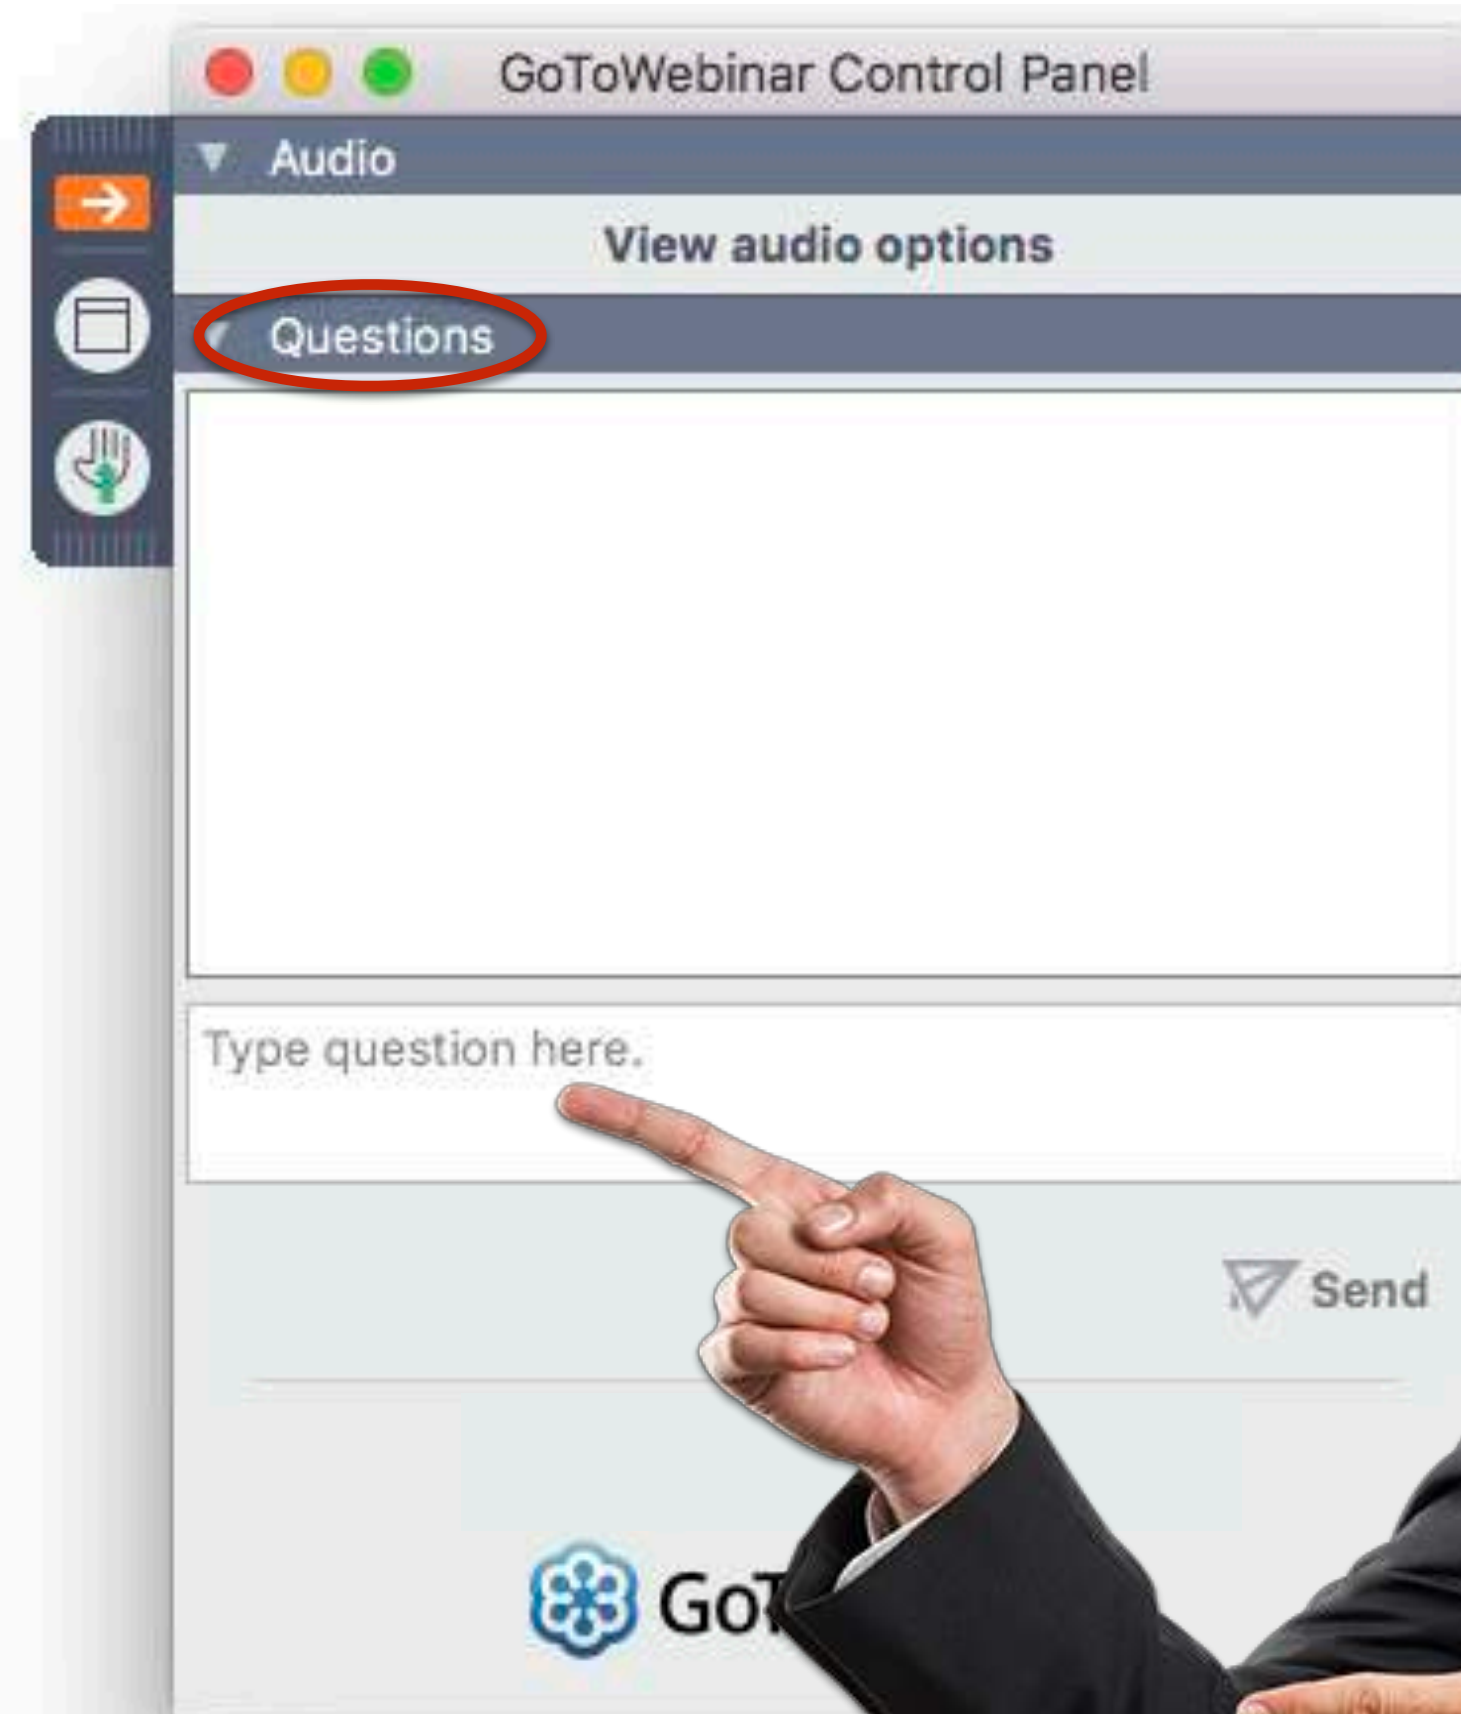 GoToWebinar Control Panel
Audio
View audio options
Questions
Type question here.
Send
GoT